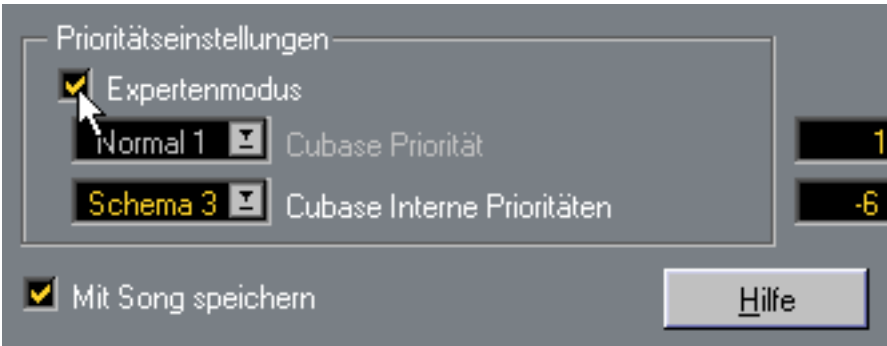 Prioritätseinstellungen
Expertenmodus
Normal 1 Cubase Priorität 1
Schema 3 Cubase Interne Prioritäten -6
Mit Song speichern Hilfe